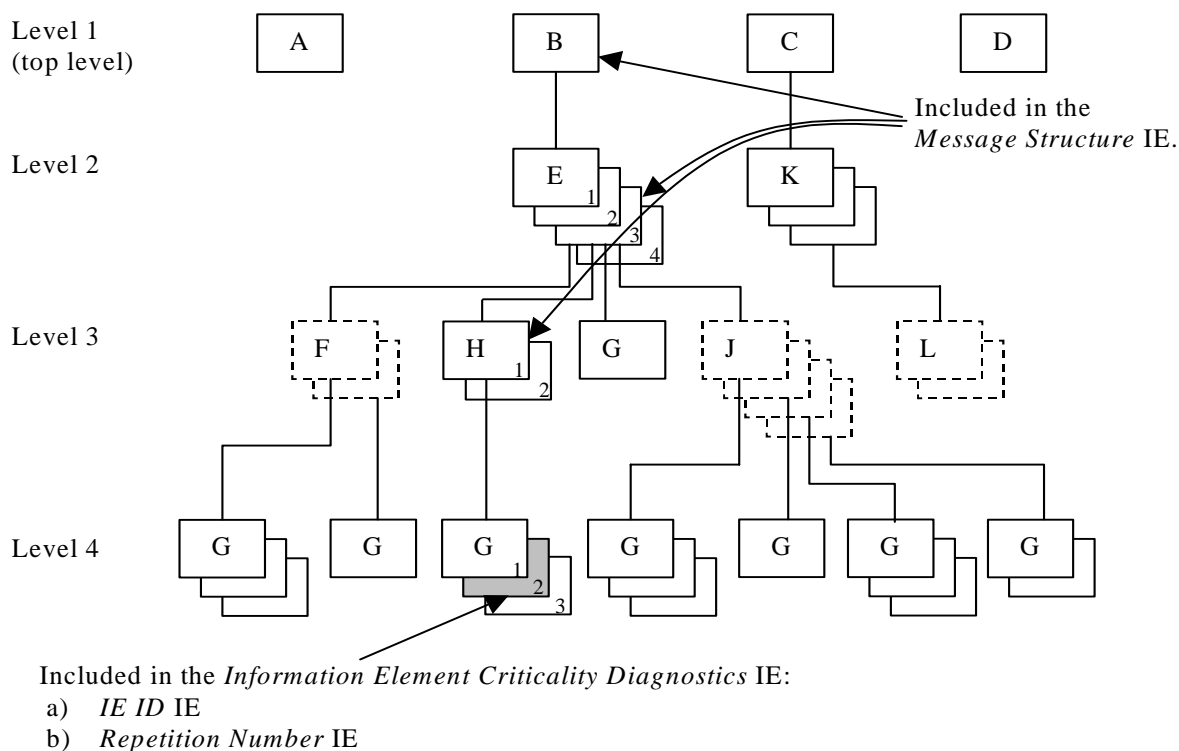 Level 1
(top level)
A
B
C
D
Included in the
Message Structure IE.
Level 2
E
1
2
3
4
K
Level 3
F
H
1
2
G
J
L
Level 4
G
G
G
1
2
3
G
G
G
G
Included in the Information Element Criticality Diagnostics IE:
a) IE ID IE
b) Repetition Number IE